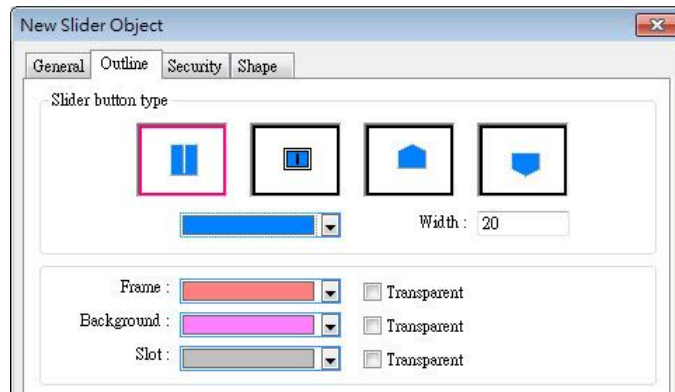 New Slider Object
General Outline Security Shape
Slider button type
Width : 20
Frame : Transparent
Background : Transparent
Slot : Transparent